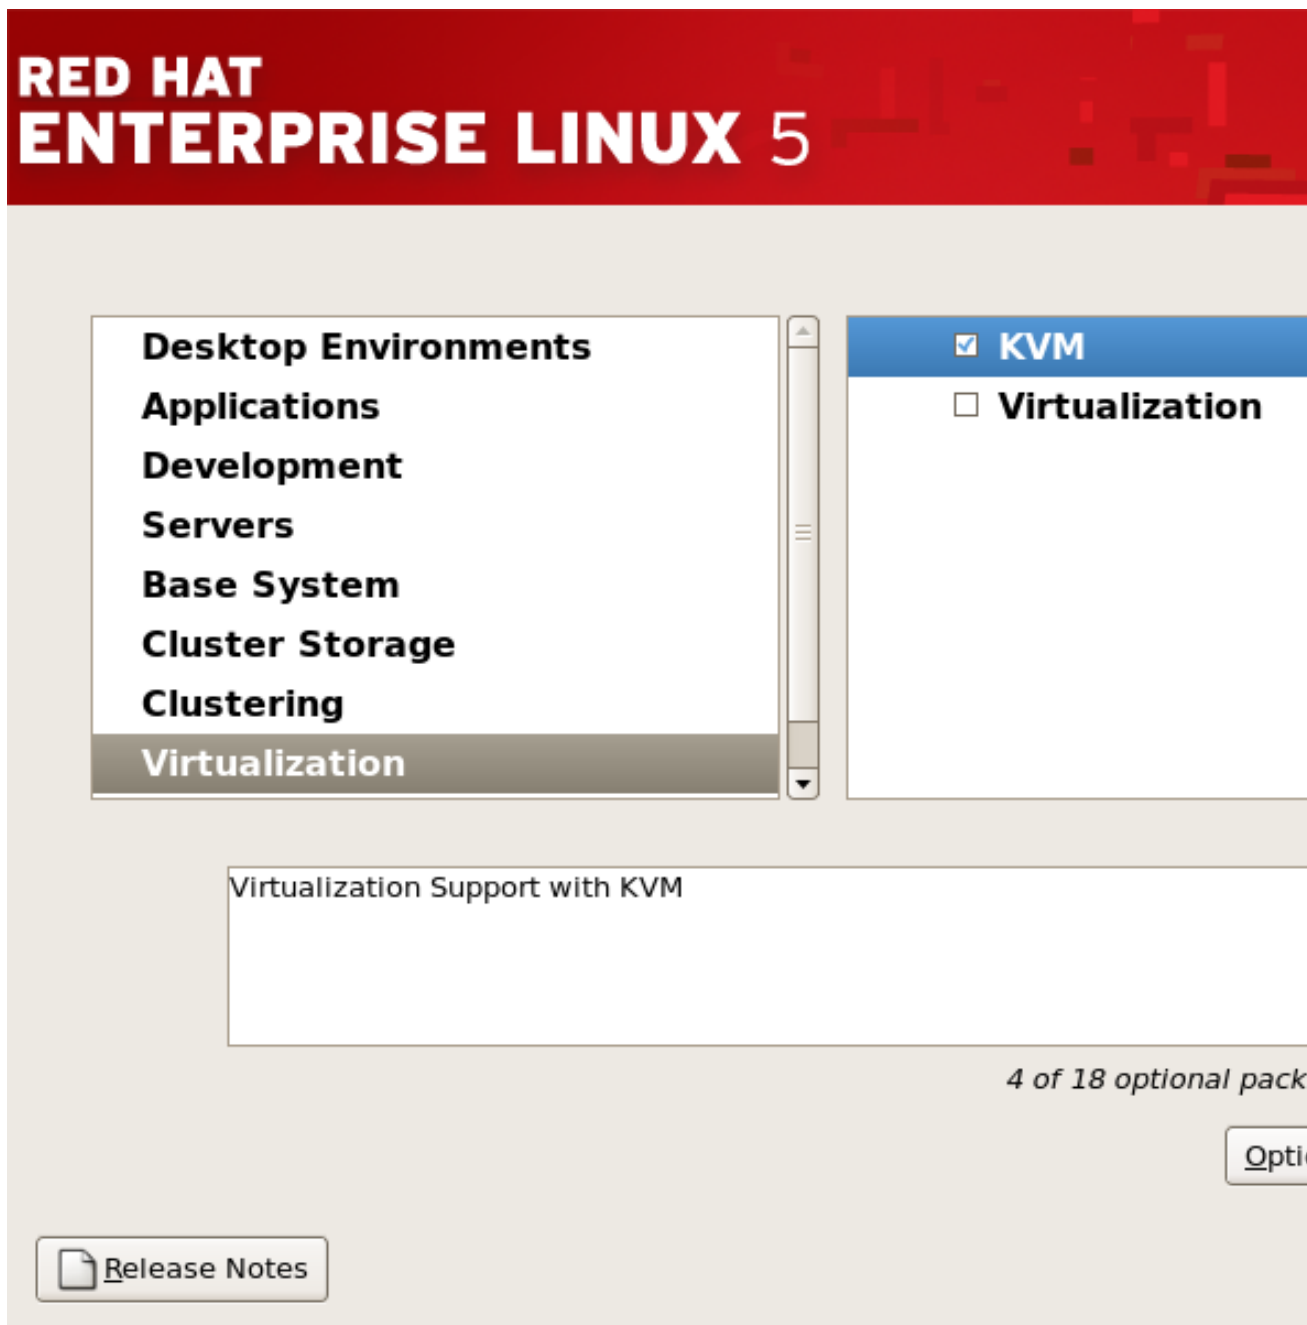 RED HAT
ENTERPRISE LINUX 5
Desktop Environments
Applications
Development
Servers
Base System
Cluster Storage
Clustering
Virtualization
KVM
Virtualization
Virtualization Support with KVM
4 of 18 optional pack
Optio
Release Notes